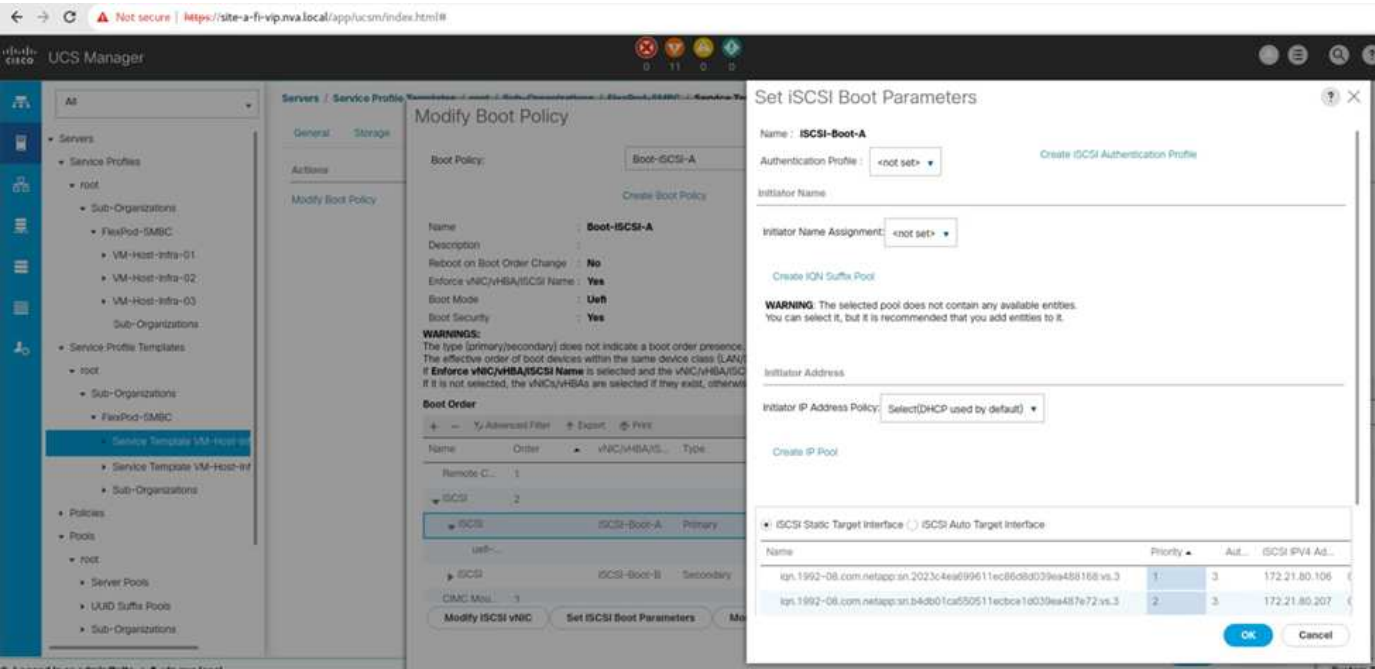 Not secure | https://site-a-fi-vip.nva.local/app/ucsm/index.html#
cisco UCS Manager
0 11 0 0
All
Servers
Service Profiles
root
Sub-Organizations
FlexPod-SMBC
VM-Host-Infra-01
VM-Host-Infra-02
VM-Host-Infra-03
Sub-Organizations
Service Profile Templates
root
Sub-Organizations
FlexPod-SMBC
Service Template VM-Host-Inf
Service Template VM-Host-Inf
Sub-Organizations
Policies
Pools
root
Server Pools
UUID Suffix Pools
Sub-Organizations
Servers / Service Profile Templates / root / Sub-Organizations / FlexPod-SMBC / Service Te
General Storage
Actions
Modify Boot Policy
Modify Boot Policy
Boot Policy: Boot-iSCSI-A
Create Boot Policy
Name : Boot-iSCSI-A
Description :
Reboot on Boot Order Change : No
Enforce vNIC/vHBA/iSCSI Name : Yes
Boot Mode : Uefi
Boot Security : Yes
WARNINGS:
The type (primary/secondary) does not indicate a boot order presence.
The effective order of boot devices within the same device class (LAN/
If Enforce vNIC/vHBA/iSCSI Name is selected and the vNIC/vHBA/iSC
If it is not selected, the vNICs/vHBAs are selected if they exist, otherwis
Boot Order
+ − Advanced Filter Export Print
Name Order vNIC/vHBA/iS... Type
Remote C... 1
iSCSI 2
iSCSI iSCSI-Boot-A Primary
uefi-...
iSCSI iSCSI-Boot-B Secondary
CIMC Mou... 3
Modify iSCSI vNIC Set iSCSI Boot Parameters Mo
Set iSCSI Boot Parameters
Name : iSCSI-Boot-A
Authentication Profile : <not set> Create iSCSI Authentication Profile
Initiator Name
Initiator Name Assignment: <not set>
Create IQN Suffix Pool
WARNING: The selected pool does not contain any available entities.
You can select it, but it is recommended that you add entities to it.
Initiator Address
Initiator IP Address Policy: Select(DHCP used by default)
Create IP Pool
iSCSI Static Target Interface iSCSI Auto Target Interface
Name Priority Aut... iSCSI IPV4 Ad...
iqn.1992-08.com.netapp:sn.2023c4ea699611ec86d8d039ea488168:vs.3 1 3 172.21.80.106
iqn.1992-08.com.netapp:sn.b4db01ca550511ecbce1d039ea487e72:vs.3 2 3 172.21.80.207
OK Cancel